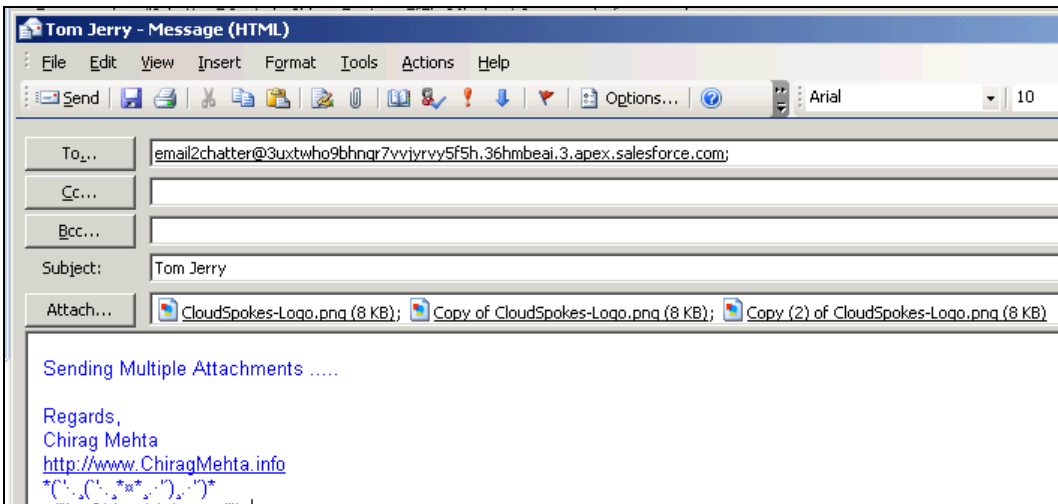 Tom Jerry - Message (HTML)
File Edit View Insert Format Tools Actions Help
Send Options... Arial 10
To... email2chatter@3uxtwho9bhnqr7vvjyrvy5f5h.36hmbeai.3.apex.salesforce.com;
Cc...
Bcc...
Subject: Tom Jerry
Attach... CloudSpokes-Logo.png (8 KB); Copy of CloudSpokes-Logo.png (8 KB); Copy (2) of CloudSpokes-Logo.png (8 KB)
Sending Multiple Attachments .....
Regards,
Chirag Mehta
http://www.ChiragMehta.info